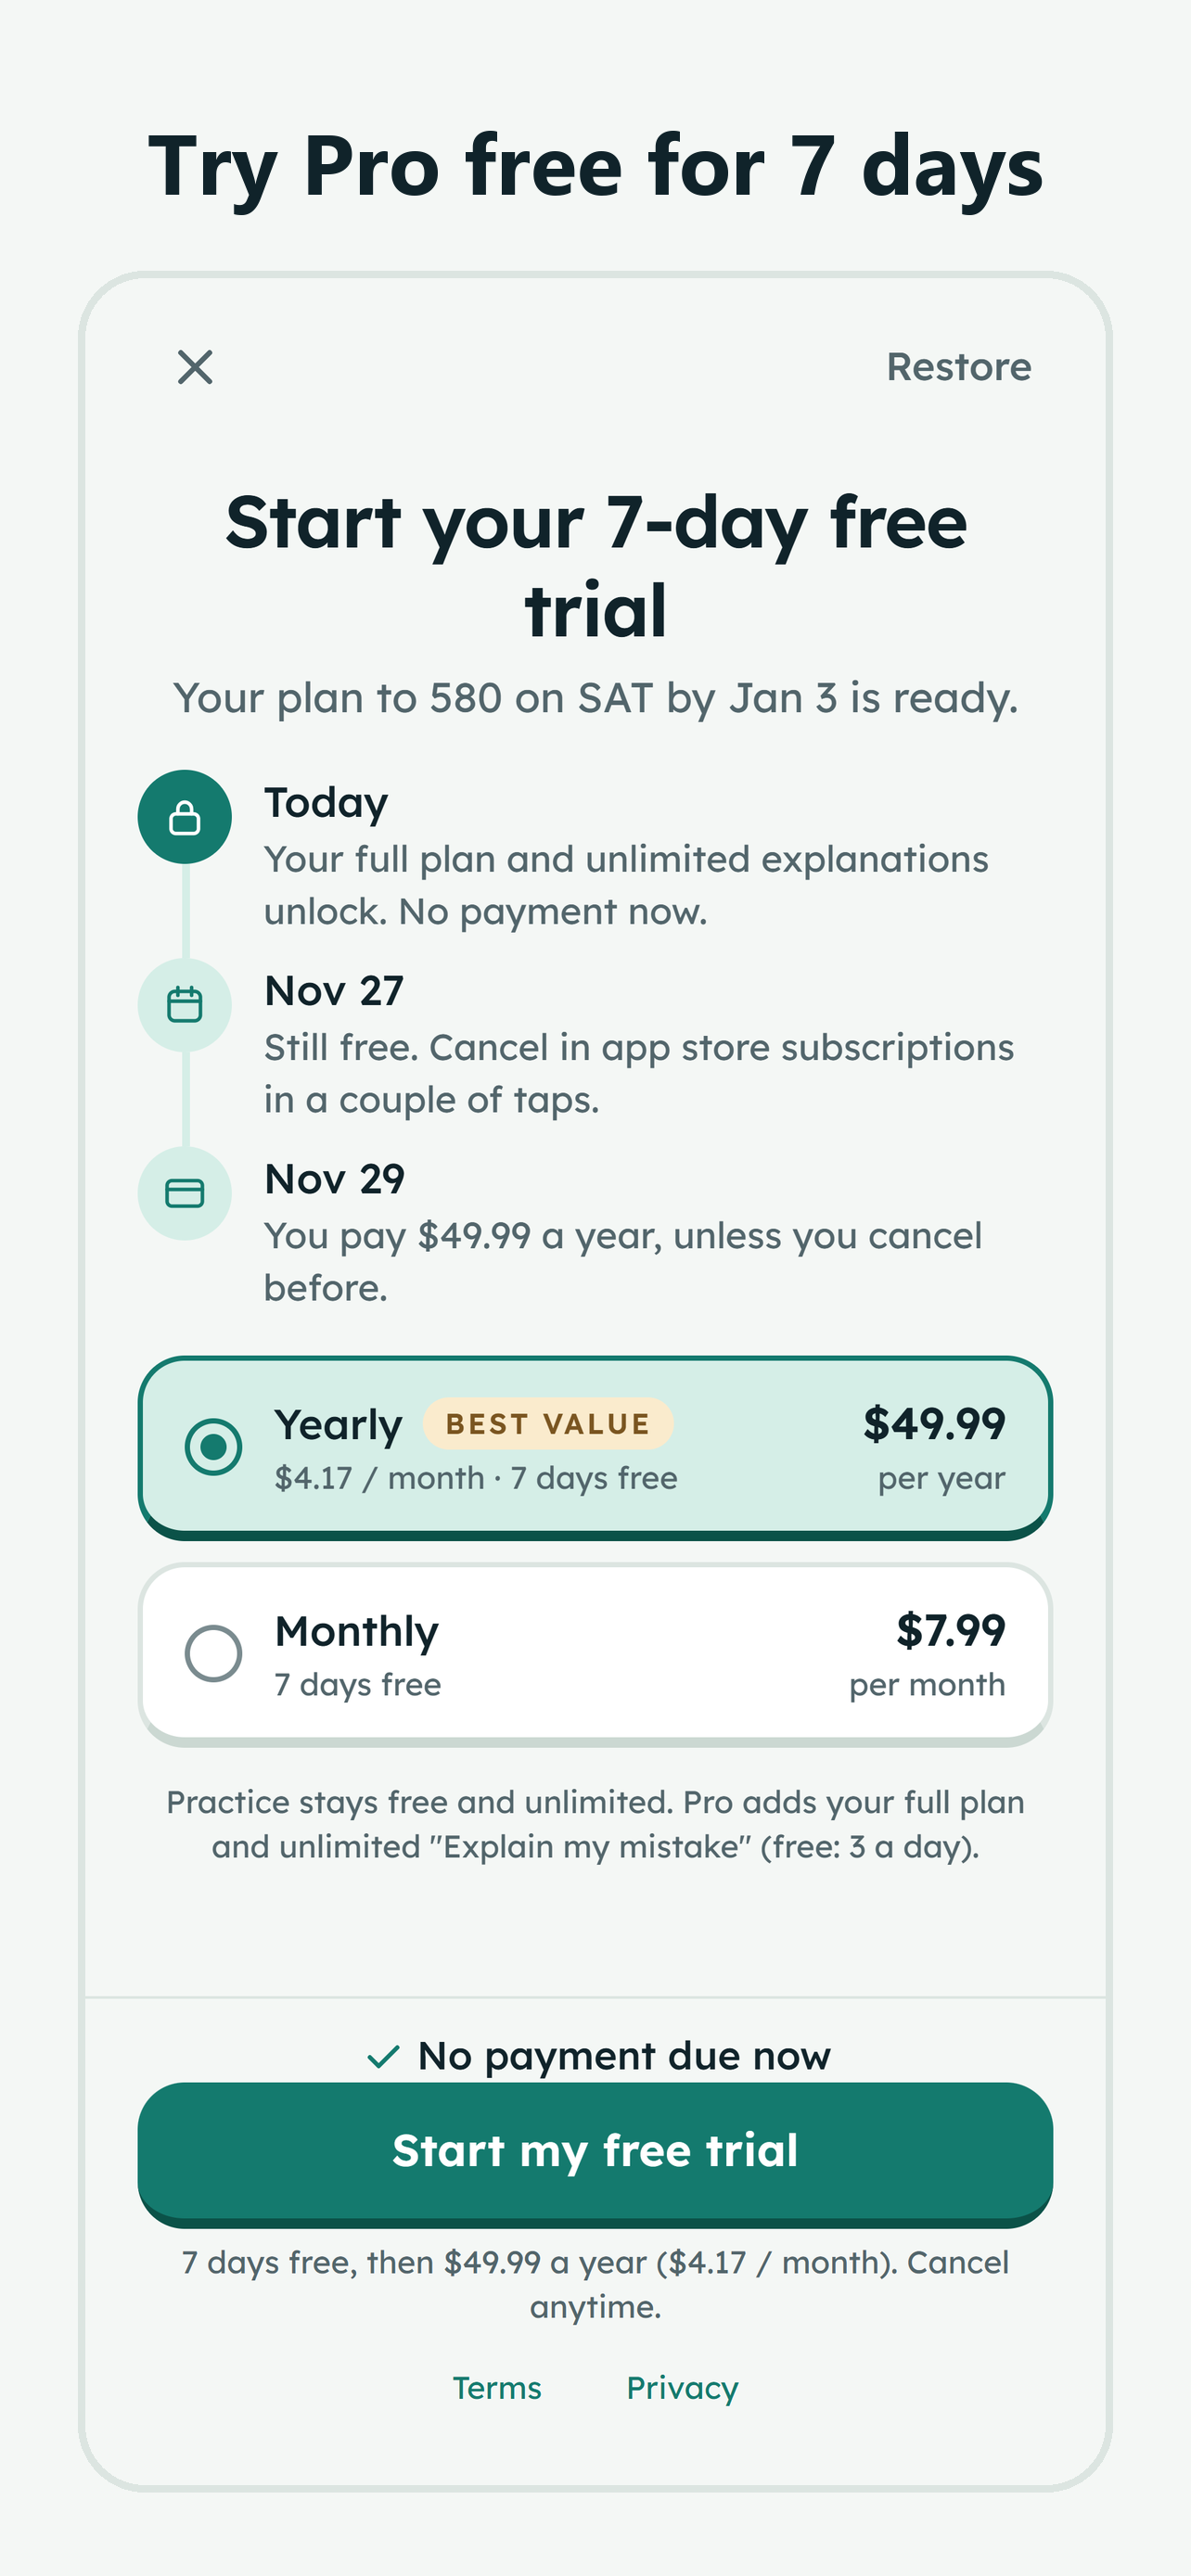 Try Pro free for 7 days
Restore
Start your 7-day free
trial
Your plan to 580 on SAT by Jan 3 is ready.
Today
Your full plan and unlimited explanations
unlock. No payment now.
Nov 27
Still free. Cancel in app store subscriptions
in a couple of taps.
Nov 29
You pay $49.99 a year, unless you cancel
before.
Yearly BEST VALUE $49.99
$4.17 / month · 7 days free per year
Monthly $7.99
7 days free per month
Practice stays free and unlimited. Pro adds your full plan
and unlimited "Explain my mistake" (free: 3 a day).
No payment due now
Start my free trial
7 days free, then $49.99 a year ($4.17 / month). Cancel
anytime.
Terms Privacy